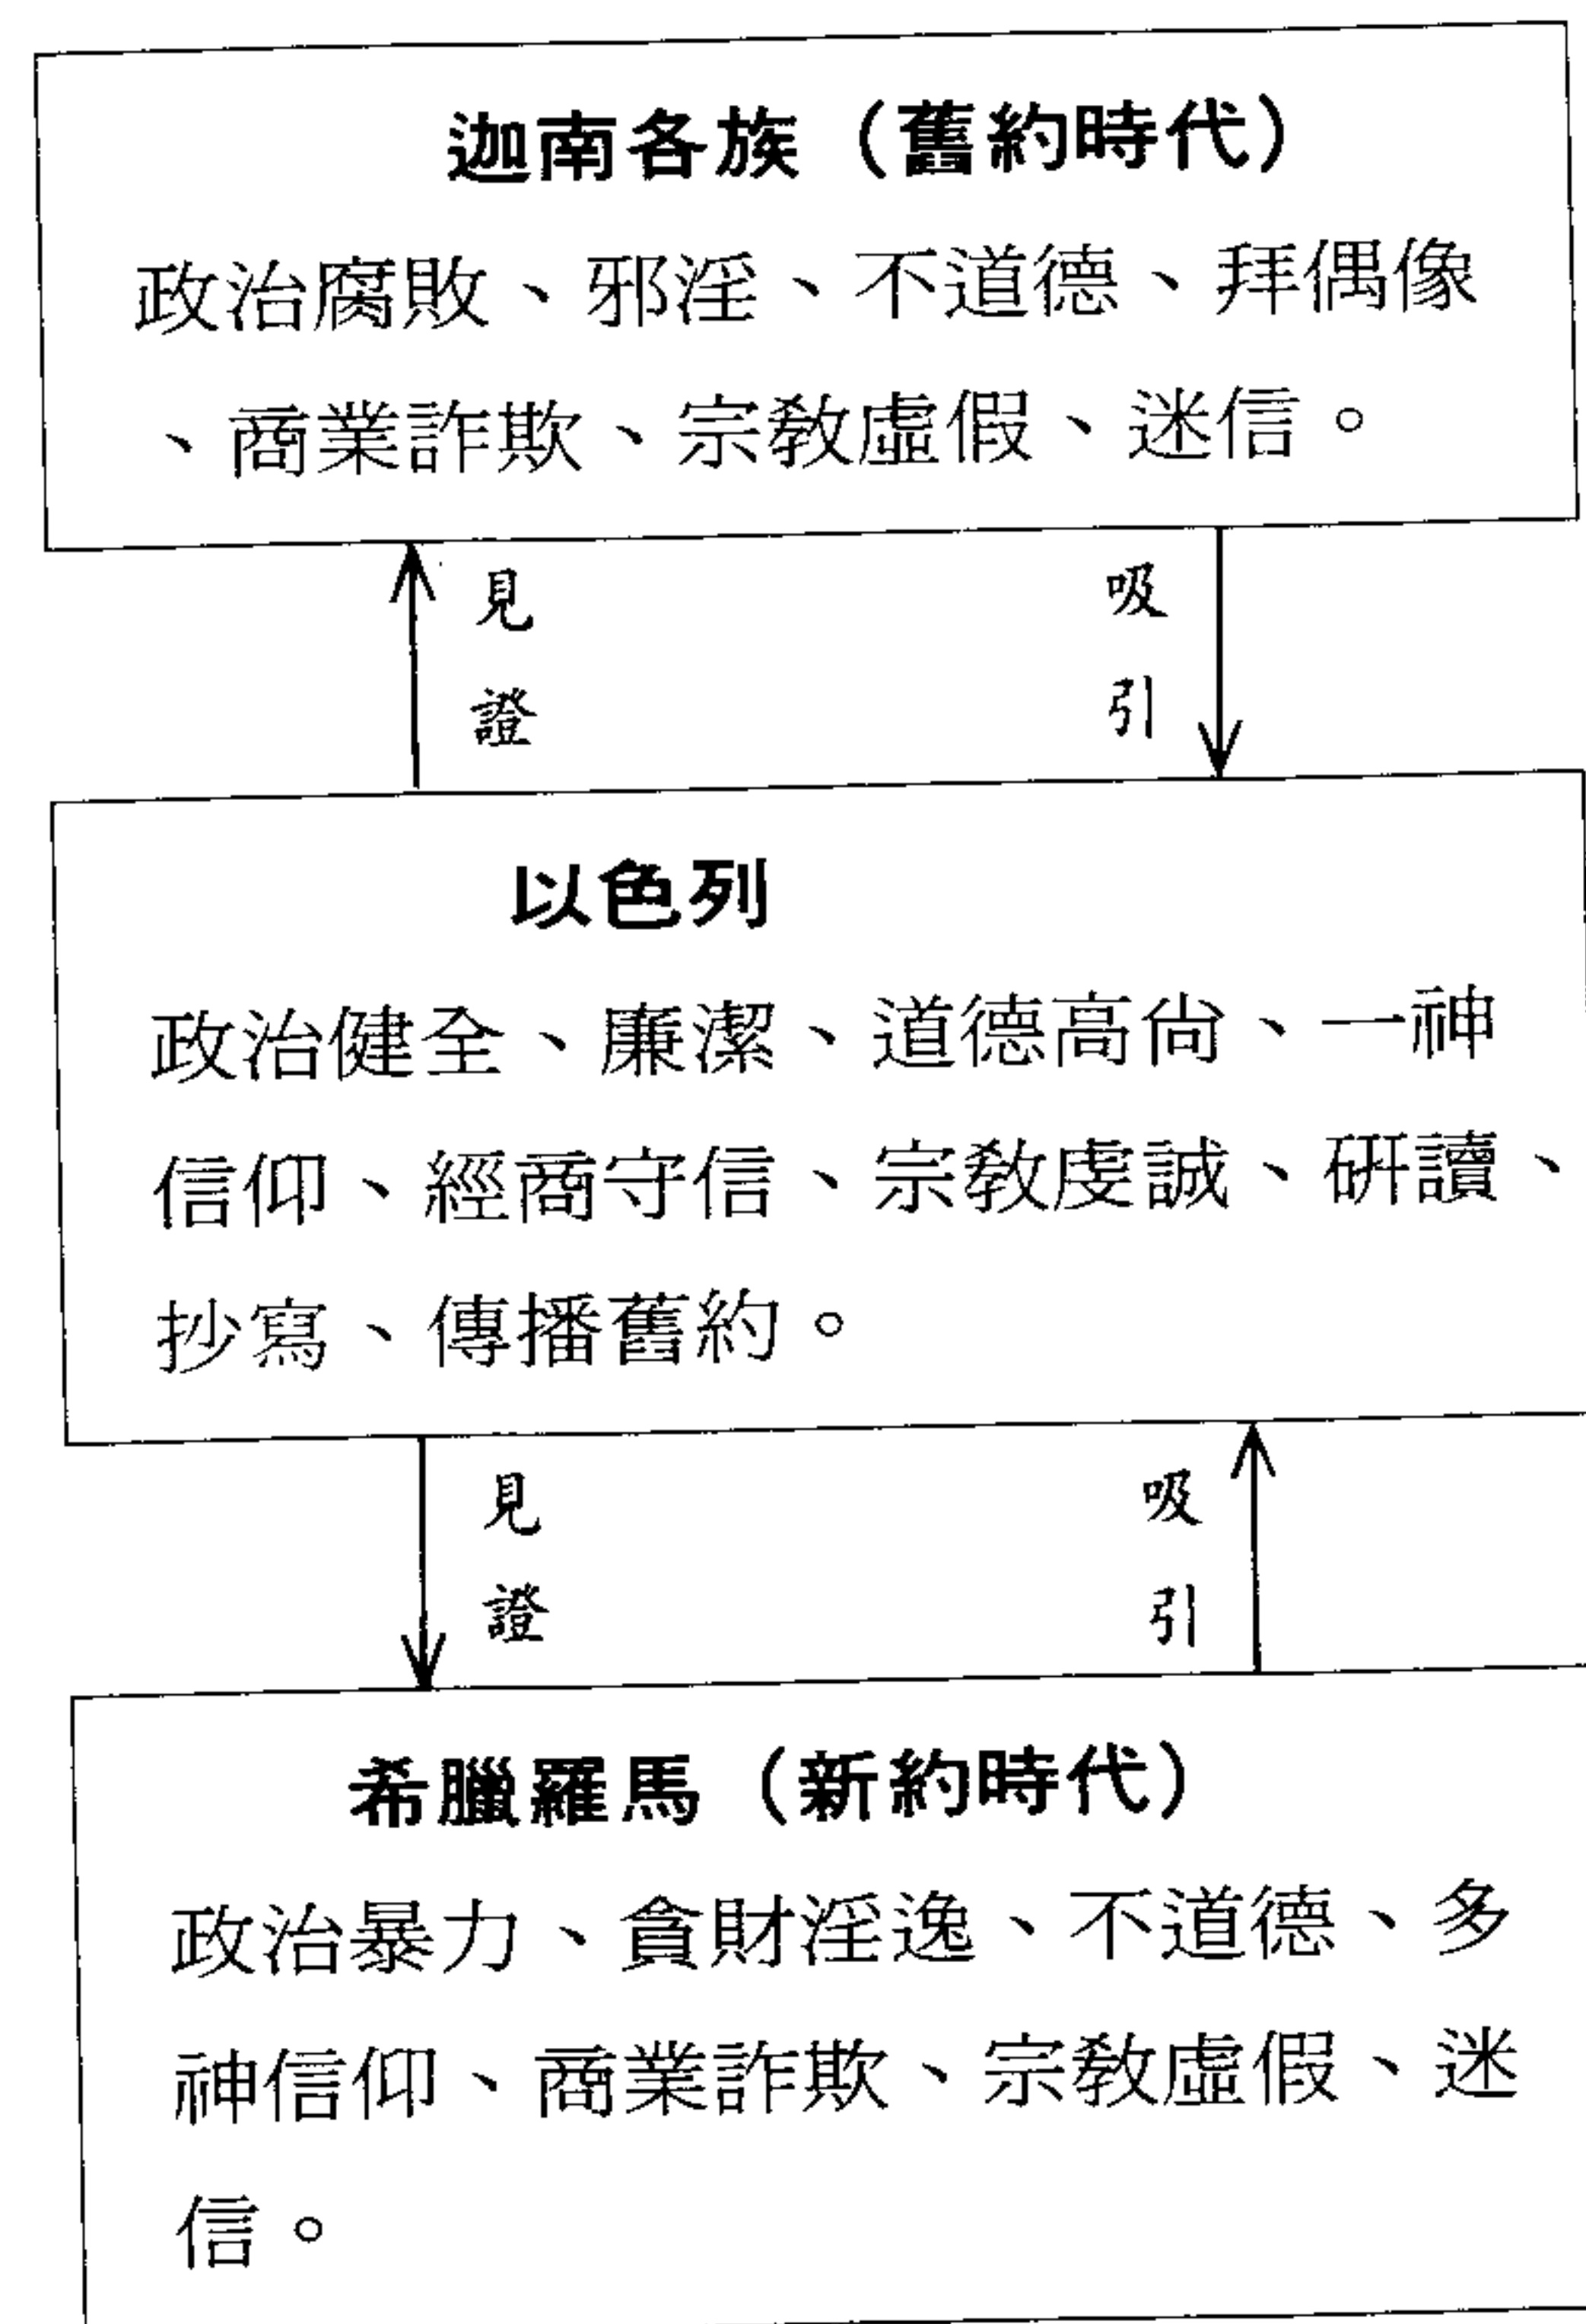 迦南各族（舊約時代）
政治腐敗、邪淫、不道德、拜偶像
、商業詐欺、宗教虛假、迷信。
見證
吸引
以色列
政治健全、廉潔、道德高尚、一神
信仰、經商守信、宗教虔誠、研讀、
抄寫、傳播舊約。
見證
吸引
希臘羅馬（新約時代）
政治暴力、貪財淫逸、不道德、多
神信仰、商業詐欺、宗教虛假、迷
信。